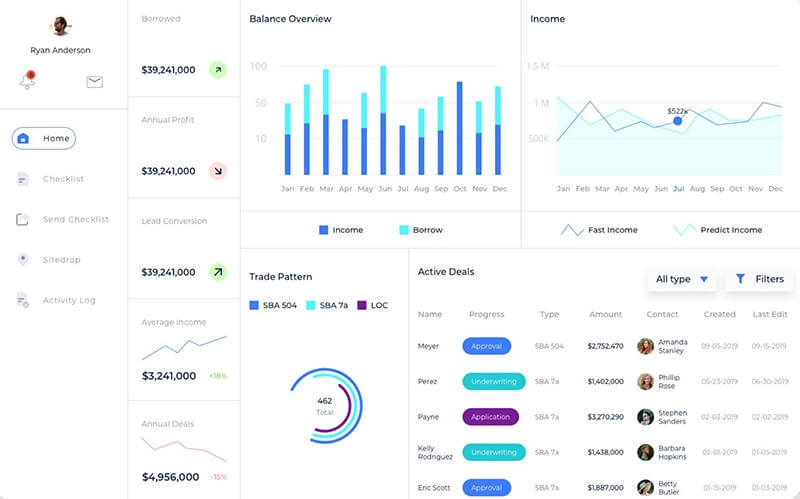 Ryan Anderson
Home
Checklist
Send Checklist
Sitedrop
Activity Log
Borrowed
$39,241,000
Annual Profit
$39,241,000
Lead Conversion
$39,241,000
Average Income
$3,241,000 +18%
Annual Deals
$4,956,000 -15%
Balance Overview
100
50
10
Jan Feb Mar Apr May Jun Jul Aug Sep Oct Nov Dec
Income Borrow
Income
1.5 M
1 M
500K
$522k
Jan Feb Mar Apr May Jun Jul Aug Sep Oct Nov Dec
Fast Income Predict Income
Trade Pattern
SBA 504 SBA 7a LOC
462
Total
Active Deals
All type Filters
Name Progress Type Amount Contact Created Last Edit
Meyer Approval SBA 504 $2,752,470 Amanda Stanley 09-05-2019 09-15-2019
Perez Underwriting SBA 7a $1,402,000 Phillip Rose 05-23-2019 06-30-2019
Payne Application SBA 7a $3,270,290 Stephen Sanders 02-03-2019 02-02-2019
Kelly Rodriguez Underwriting SBA 7a $1,438,000 Barbara Hopkins 02-01-2019 01-05-2019
Eric Scott Approval SBA 7a $1,887,000 Betty Butler 01-15-2019 01-03-2019